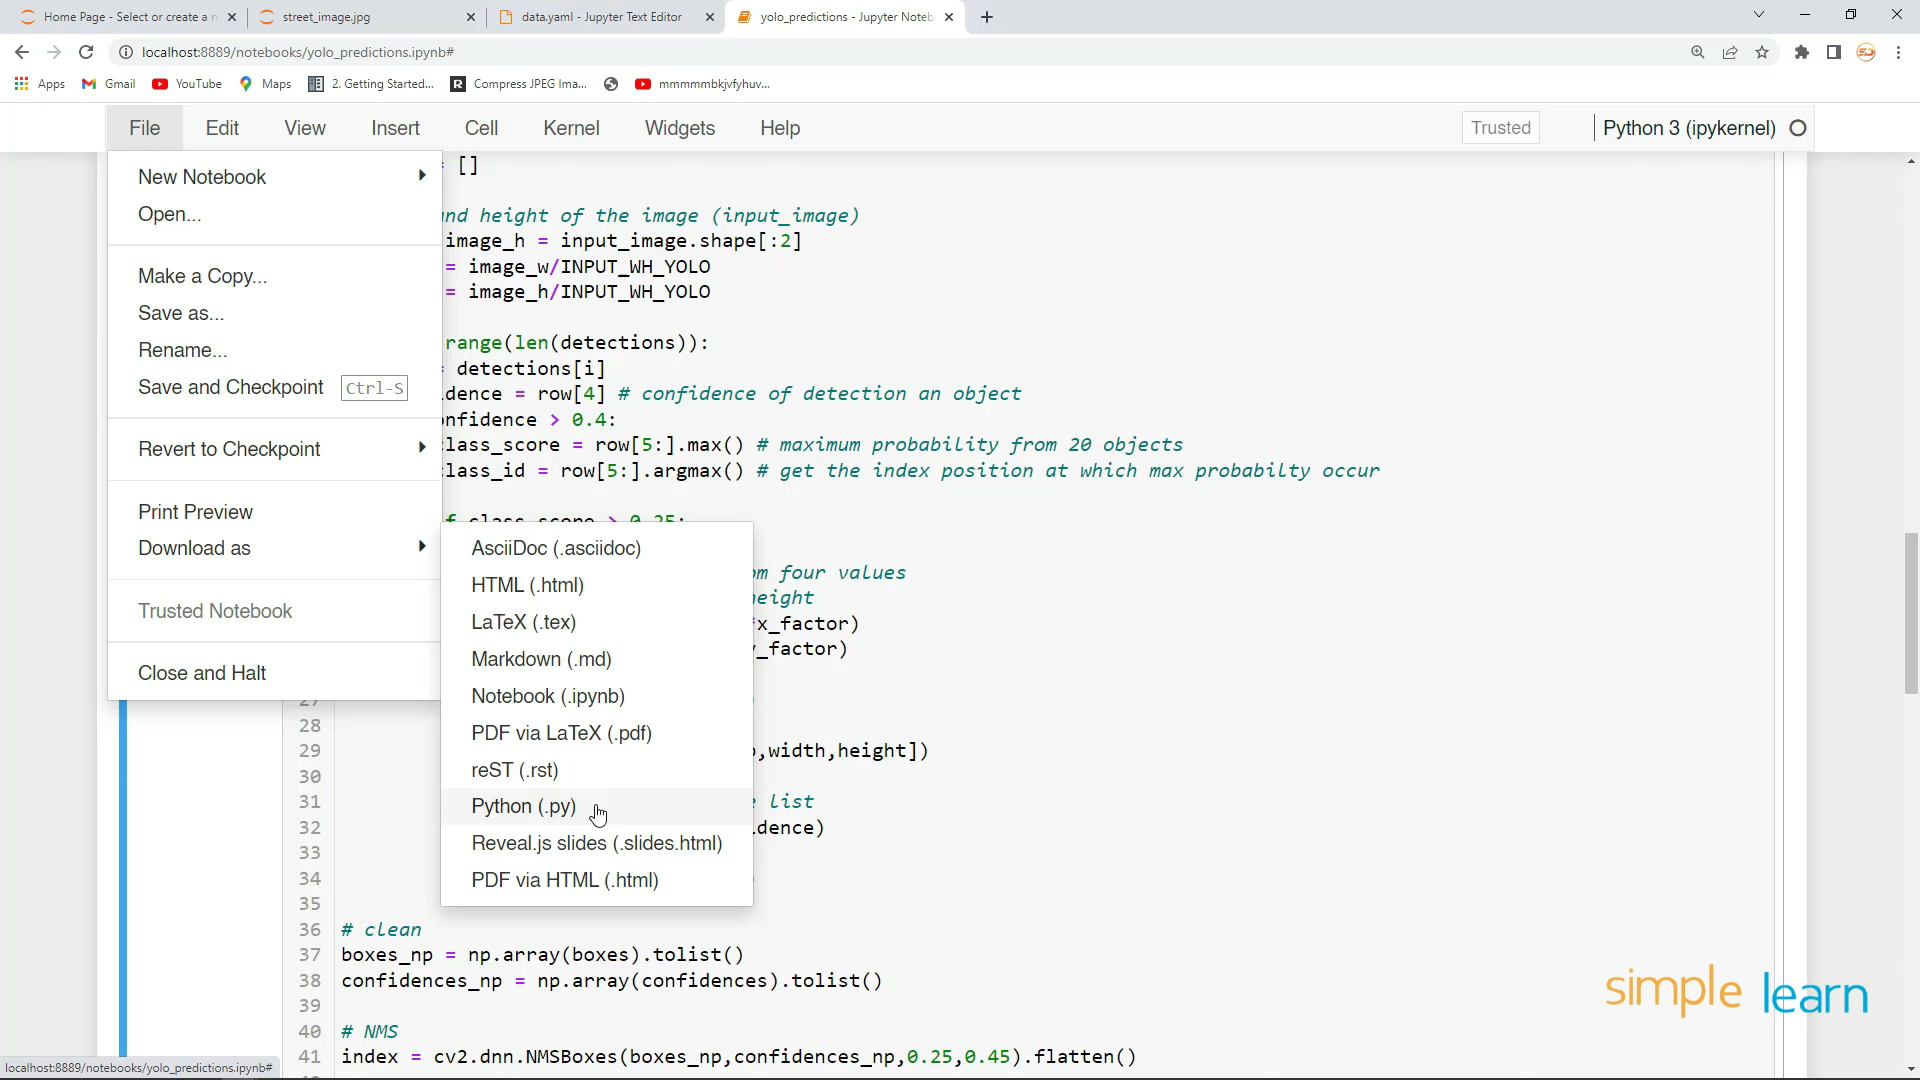 Home Page - Select or create a n
street_image.jpg
data.yaml - Jupyter Text Editor
yolo_predictions - Jupyter Noteb
localhost:8889/notebooks/yolo_predictions.ipynb#
Apps
Gmail
YouTube
Maps
2. Getting Started...
Compress JPEG Ima...
mmmmmbkjvfyhuv...
File
Edit
View
Insert
Cell
Kernel
Widgets
Help
Trusted
Python 3 (ipykernel)
New Notebook
Open...
Make a Copy...
Save as...
Rename...
Save and Checkpoint Ctrl-S
Revert to Checkpoint
Print Preview
Download as
Trusted Notebook
Close and Halt
AsciiDoc (.asciidoc)
HTML (.html)
LaTeX (.tex)
Markdown (.md)
Notebook (.ipynb)
PDF via LaTeX (.pdf)
reST (.rst)
Python (.py)
Reveal.js slides (.slides.html)
PDF via HTML (.html)
= []
nd height of the image (input_image)
image_h = input_image.shape[:2]
= image_w/INPUT_WH_YOLO
= image_h/INPUT_WH_YOLO
range(len(detections)):
= detections[i]
dence = row[4] # confidence of detection an object
nfidence > 0.4:
class_score = row[5:].max() # maximum probability from 20 objects
class_id = row[5:].argmax() # get the index position at which max probabilty occur
f class_score > 0.25:
om four values
height
*x_factor)
y_factor)
27
28
29 ,width,height])
30
31 list
32 dence)
33
34
35
36 # clean
37 boxes_np = np.array(boxes).tolist()
38 confidences_np = np.array(confidences).tolist()
39
40 # NMS
41 index = cv2.dnn.NMSBoxes(boxes_np,confidences_np,0.25,0.45).flatten()
simplelearn
localhost:8889/notebooks/yolo_predictions.ipynb#